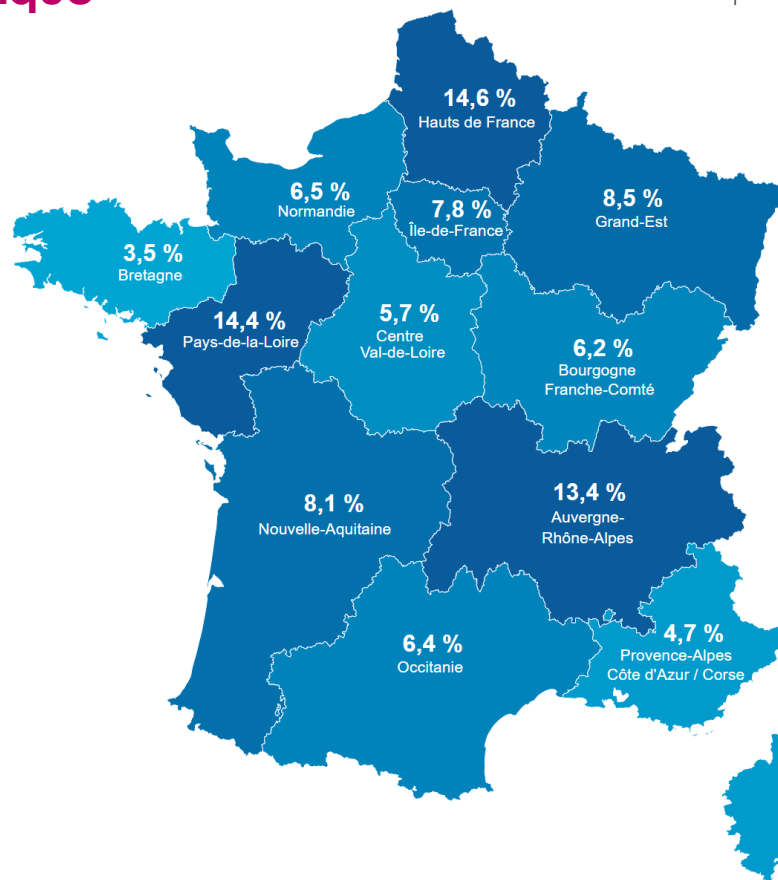 14,6 %
Hauts de France
6,5 %
Normandie
7,8 %
Île-de-France
8,5 %
Grand-Est
3,5 %
Bretagne
14,4 %
Pays-de-la-Loire
5,7 %
Centre
Val-de-Loire
6,2 %
Bourgogne
Franche-Comté
8,1 %
Nouvelle-Aquitaine
13,4 %
Auvergne-
Rhône-Alpes
6,4 %
Occitanie
4,7 %
Provence-Alpes
Côte d'Azur / Corse